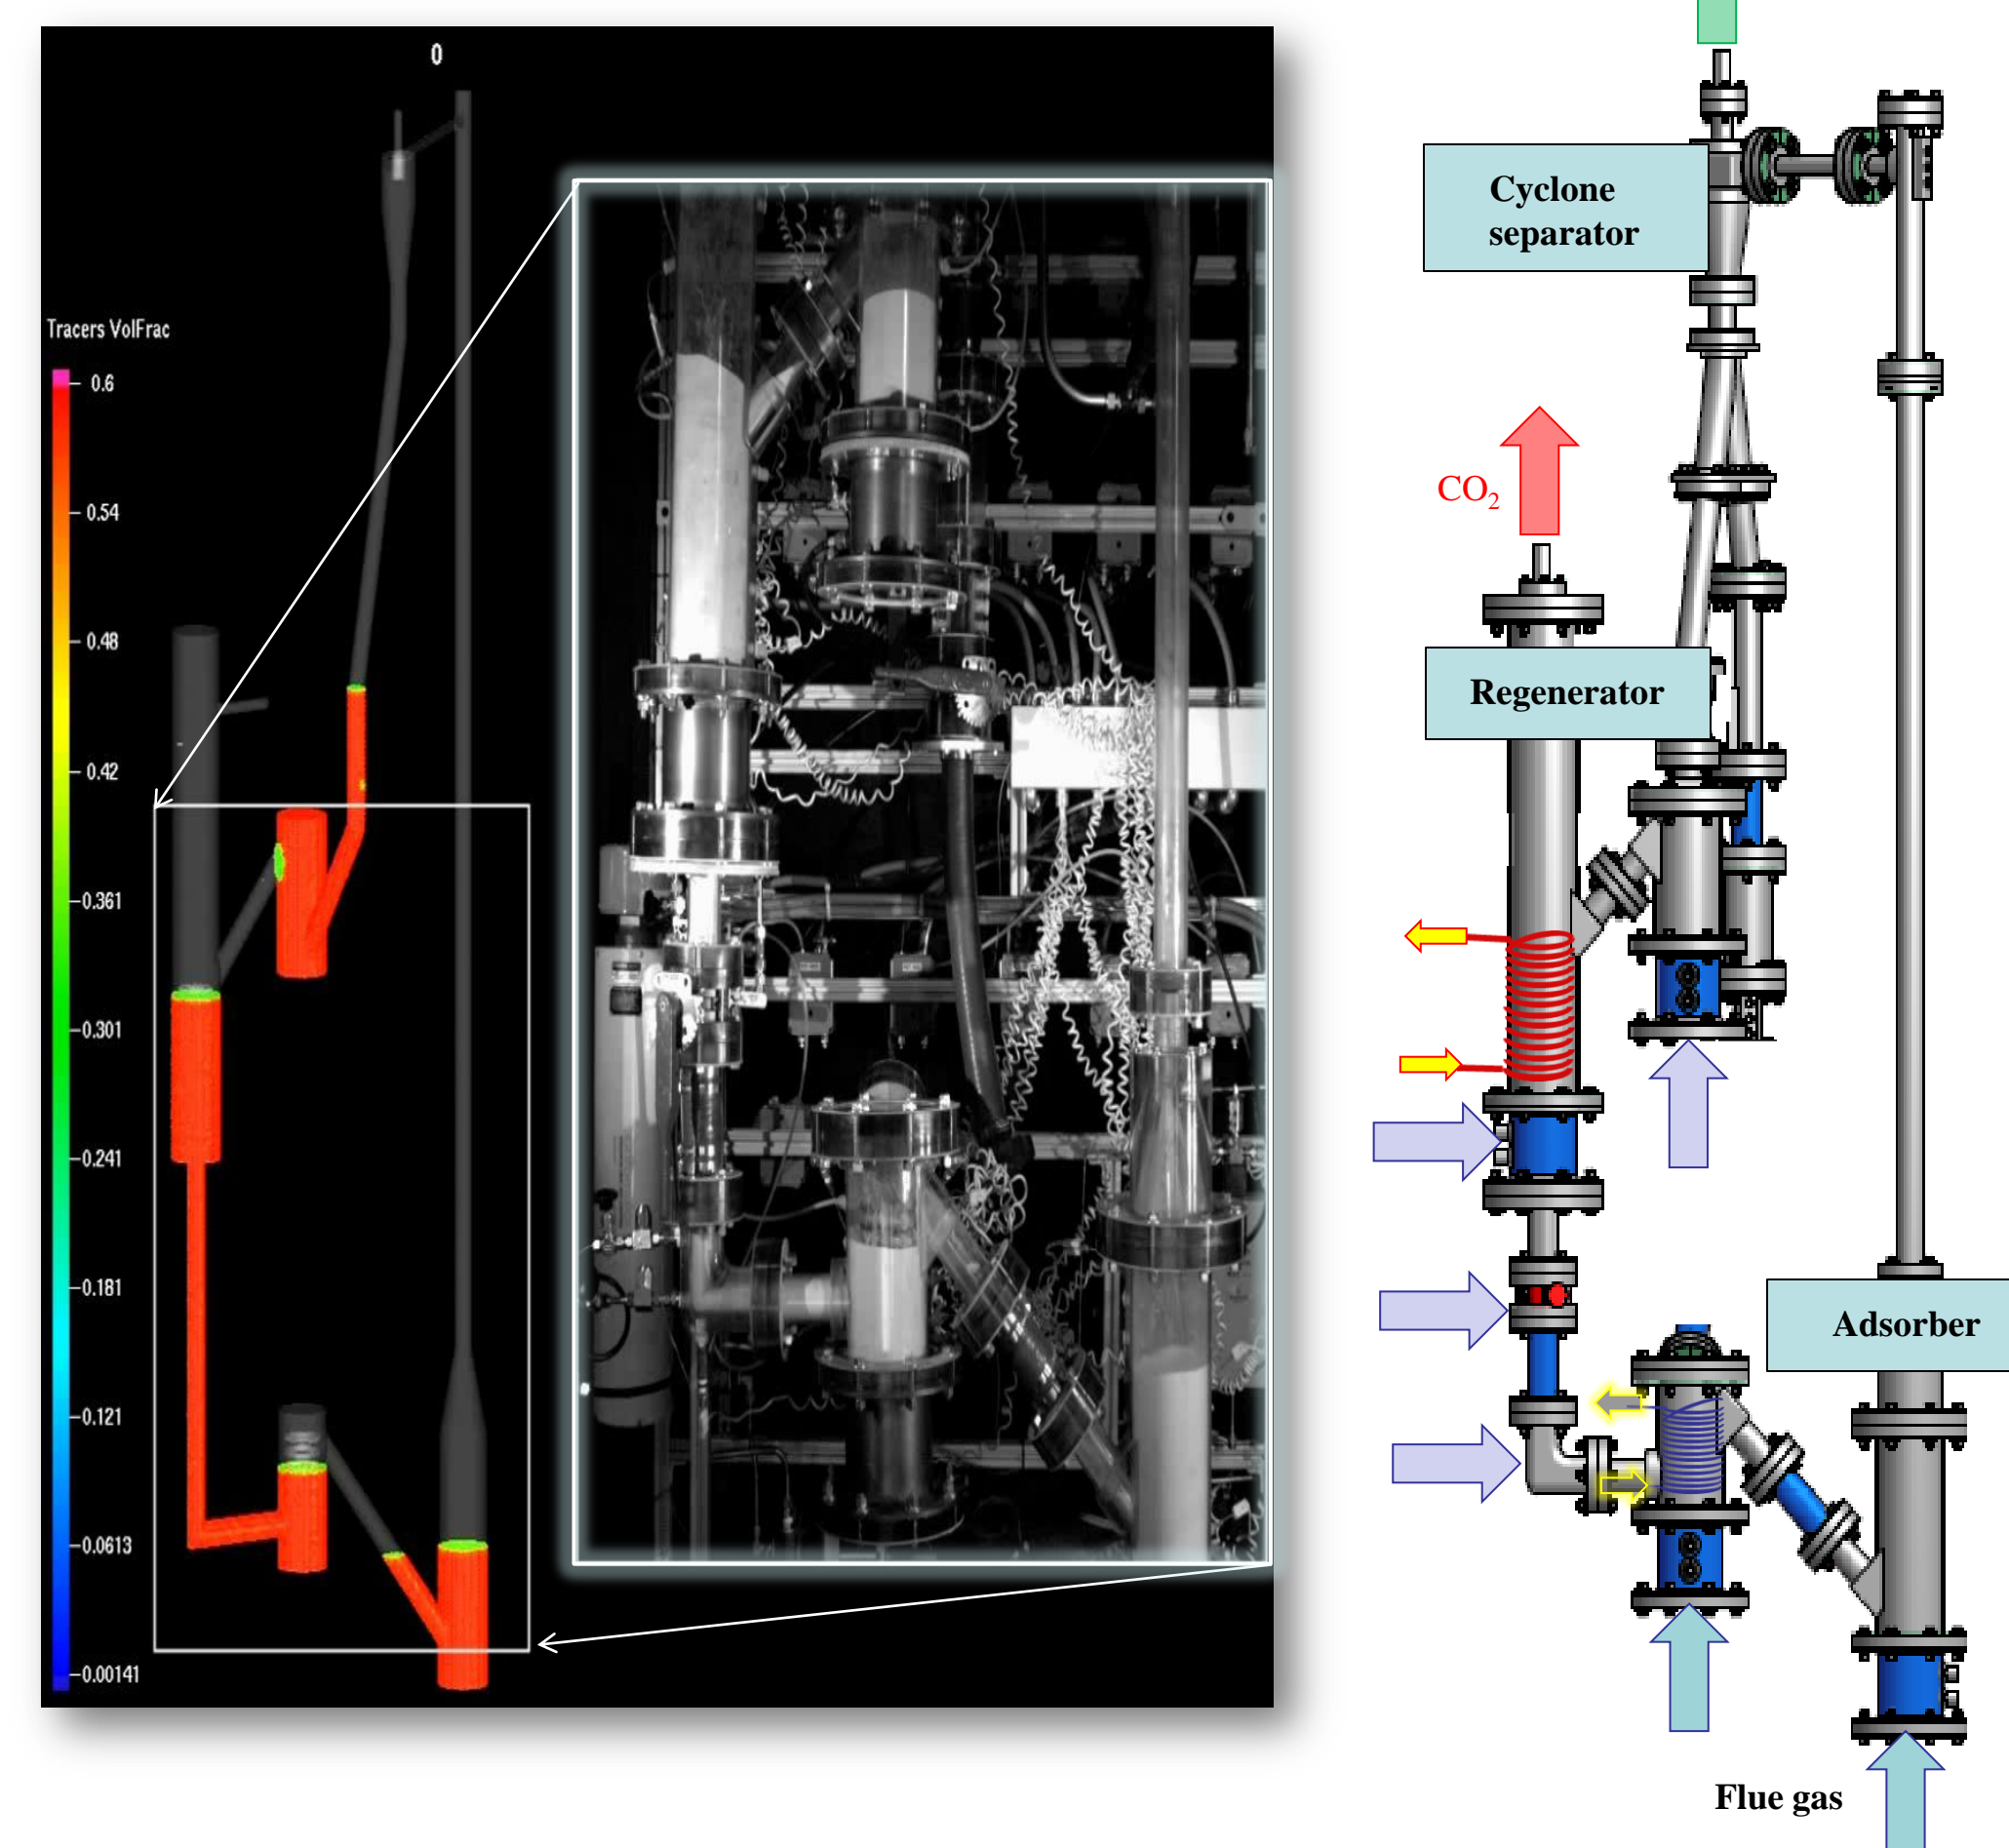 0
Tracers VolFrac
0.6
0.54
0.48
0.42
0.361
0.301
0.241
0.181
0.121
0.0613
0.00141
Cyclone
separator
CO₂
Regenerator
Adsorber
Flue gas